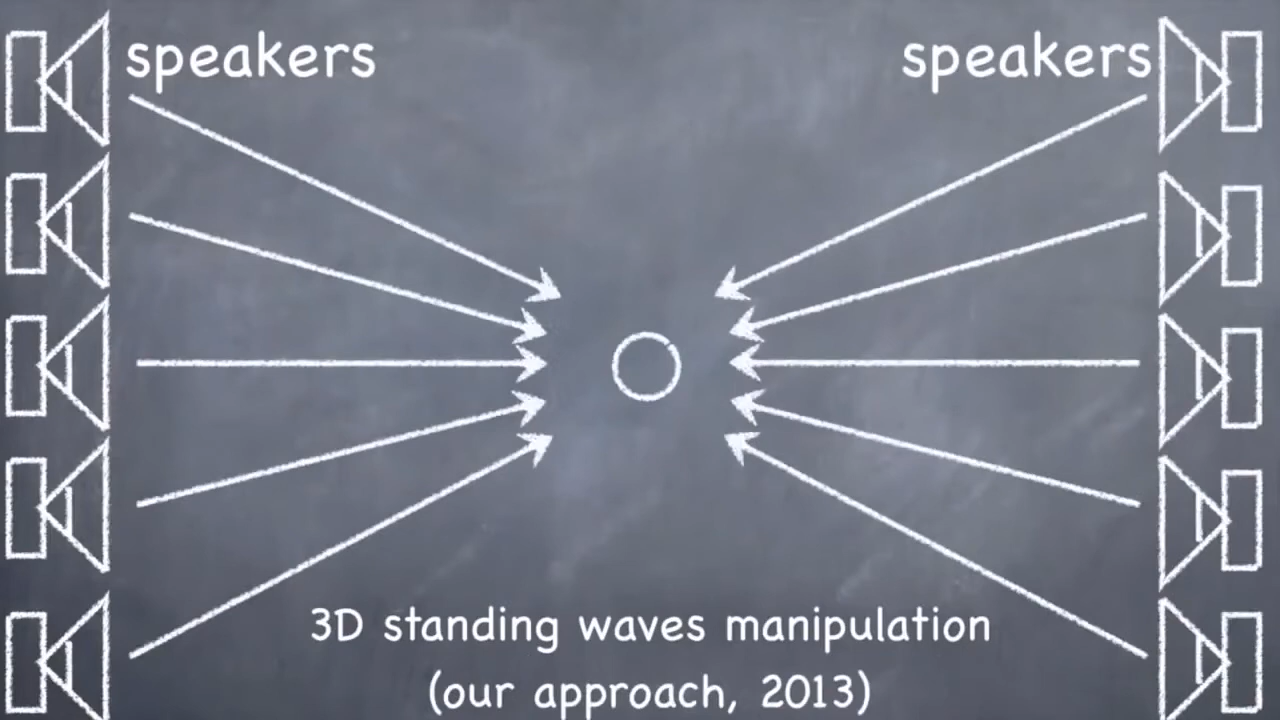 speakers
speakers
3D standing waves manipulation
(our approach, 2013)